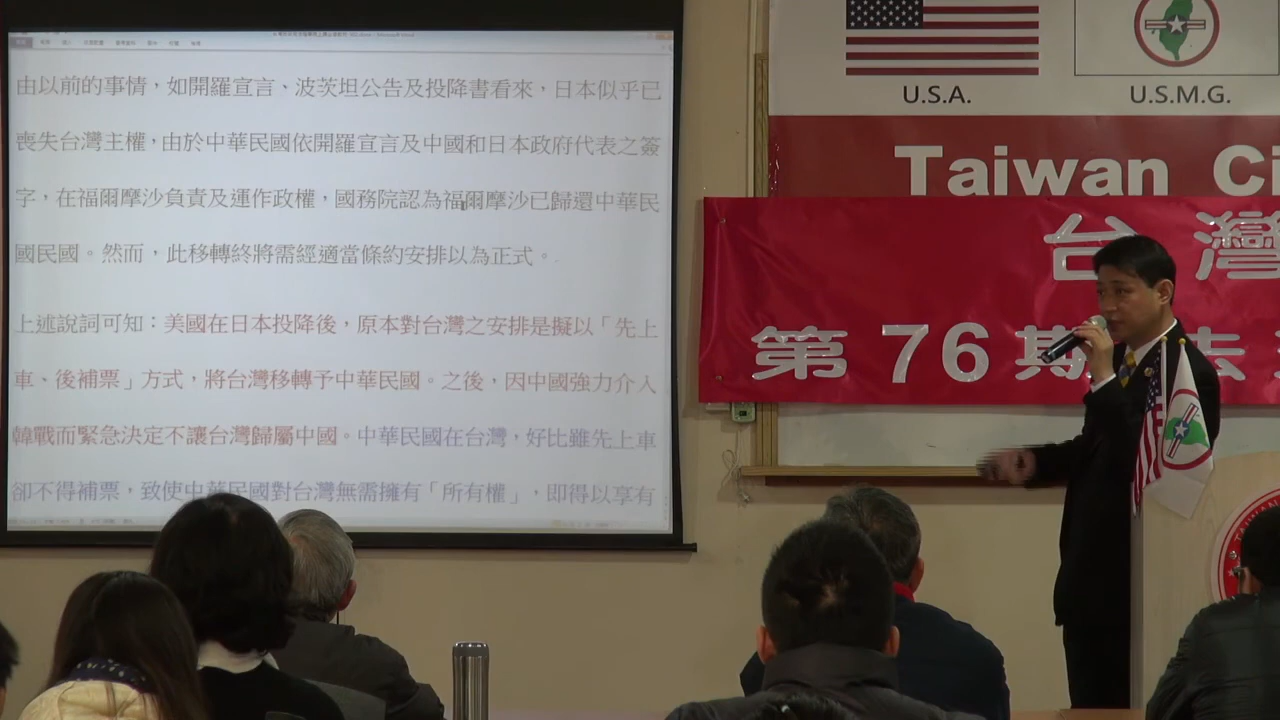 由以前的事情，如開羅宣言、波茨坦公告及投降書看來，日本似乎已
喪失台灣主權，由於中華民國依開羅宣言及中國和日本政府代表之簽
字，在福爾摩沙負責及運作政權，國務院認為福爾摩沙已歸還中華民
國民國。然而，此移轉終將需經適當條約安排以為正式。
上述說詞可知：美國在日本投降後，原本對台灣之安排是擬以「先上
車、後補票」方式，將台灣移轉予中華民國。之後，因中國強力介入
韓戰而緊急決定不讓台灣歸屬中國。中華民國在台灣，好比雖先上車
卻不得補票，致使中華民國對台灣無需擁有「所有權」，即得以享有
U.S.A.
U.S.M.G.
Taiwan Ci
台灣
第76期法